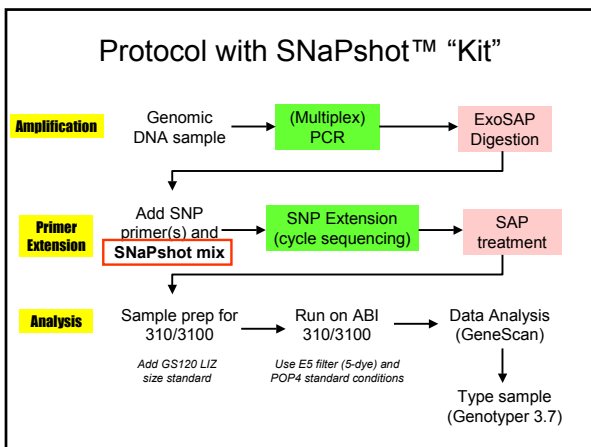 Protocol with SNaPshot™ “Kit”
Amplification
Genomic
DNA sample
(Multiplex)
PCR
ExoSAP
Digestion
Primer
Extension
Add SNP
primer(s) and
SNaPshot mix
SNP Extension
(cycle sequencing)
SAP
treatment
Analysis
Sample prep for
310/3100
Add GS120 LIZ
size standard
Run on ABI
310/3100
Use E5 filter (5-dye) and
POP4 standard conditions
Data Analysis
(GeneScan)
Type sample
(Genotyper 3.7)